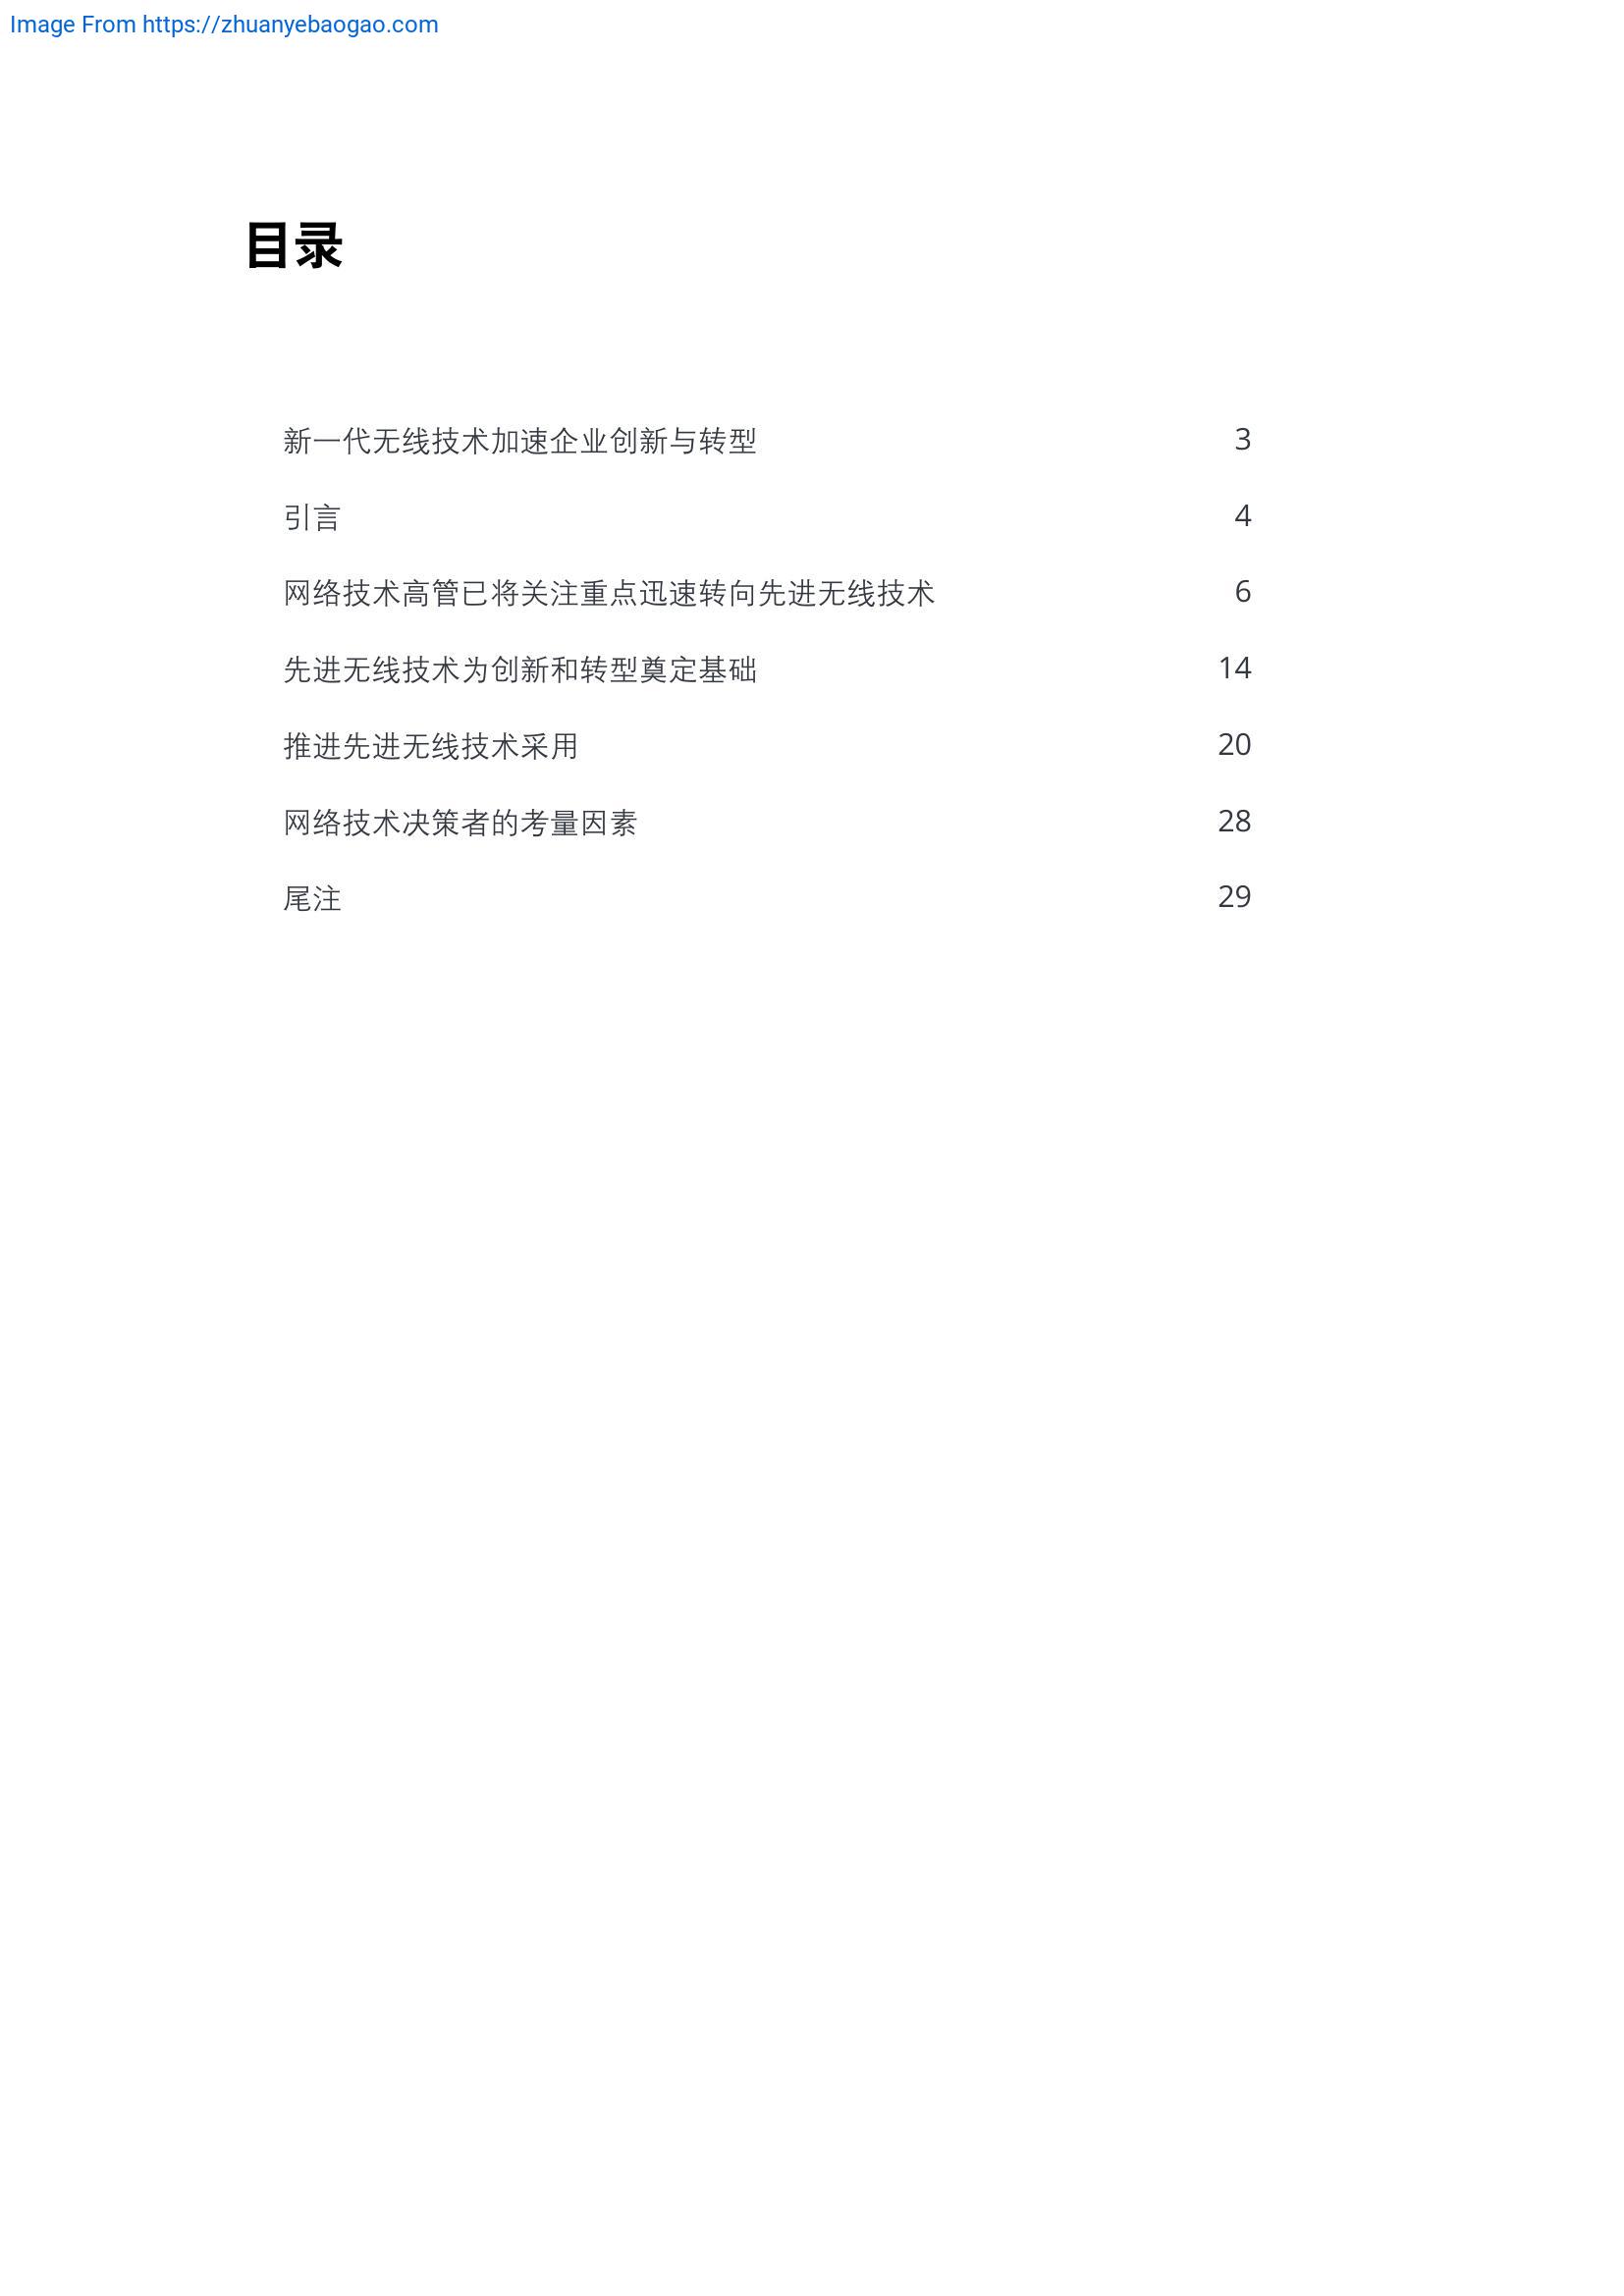 Image From https://zhuanyebaogao.com
目录
新一代无线技术加速企业创新与转型 3
引言 4
网络技术高管已将关注重点迅速转向先进无线技术 6
先进无线技术为创新和转型奠定基础 14
推进先进无线技术采用 20
网络技术决策者的考量因素 28
尾注 29